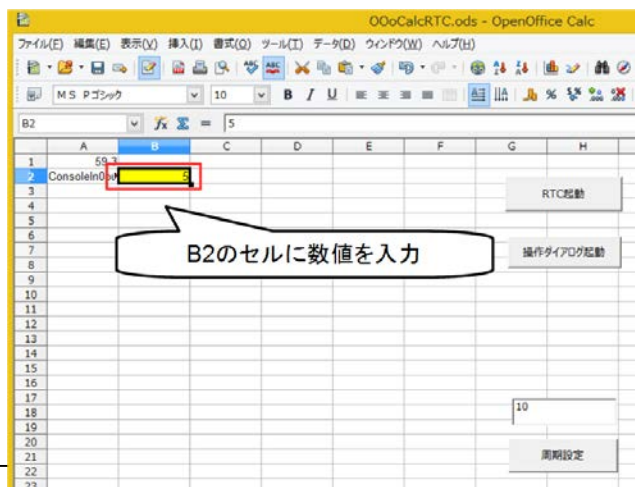 OOoCalcRTC.ods - OpenOffice Calc
ファイル(F) 編集(E) 表示(V) 挿入(I) 書式(O) ツール(T) データ(D) ウィンドウ(W) ヘルプ(H)
MS Pゴシック 10 B I U
B2 fx Σ = 5
A B C D E F G H
1 59.3
2 ConsoleIn0 5
3 RTC起動
4
5
6
7 B2のセルに数値を入力 操作ダイアログ起動
8
9
10
11
12
13
14
15
16
17
18 10
19
20
21 周期設定
22
23